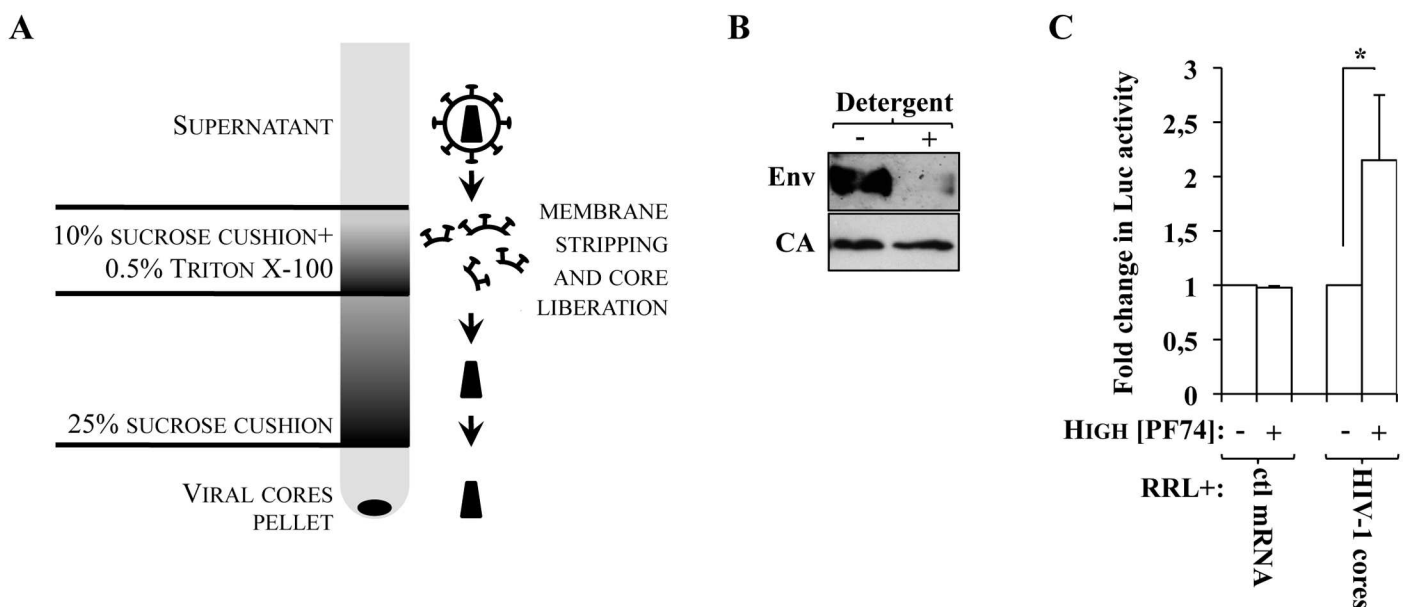 A
SUPERNATANT
10% SUCROSE CUSHION+
0.5% TRITON X-100
25% SUCROSE CUSHION
VIRAL CORES
PELLET
MEMBRANE
STRIPPING
AND CORE
LIBERATION
B
Detergent
- +
Env
CA
C
Fold change in Luc activity
3
2,5
2
1,5
1
0,5
0
*
HIGH [PF74]: - + - +
RRL+:
ctl mRNA
HIV-1 cores